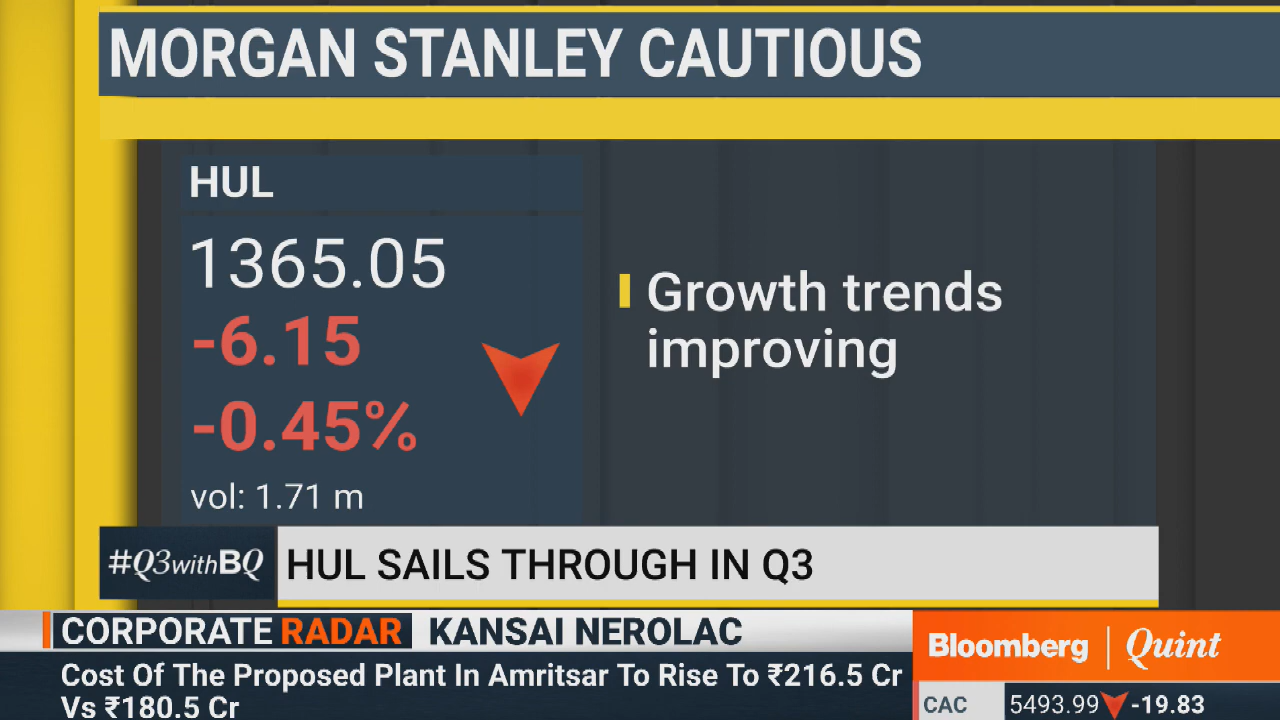 MORGAN STANLEY CAUTIOUS
HUL
1365.05
-6.15
-0.45%
vol: 1.71 m
Growth trends
improving
#Q3withBQ
HUL SAILS THROUGH IN Q3
CORPORATE RADAR KANSAI NEROLAC
Cost Of The Proposed Plant In Amritsar To Rise To ₹216.5 Cr
Vs ₹180.5 Cr
Bloomberg | Quint
CAC 5493.99 -19.83